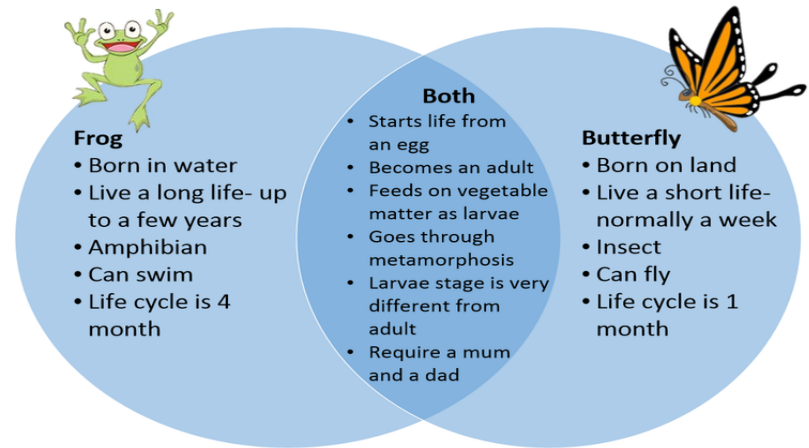 Frog
• Born in water
• Live a long life- up
to a few years
• Amphibian
• Can swim
• Life cycle is 4
month
Both
• Starts life from
an egg
• Becomes an adult
• Feeds on vegetable
matter as larvae
• Goes through
metamorphosis
• Larvae stage is very
different from
adult
• Require a mum
and a dad
Butterfly
• Born on land
• Live a short life-
normally a week
• Insect
• Can fly
• Life cycle is 1
month